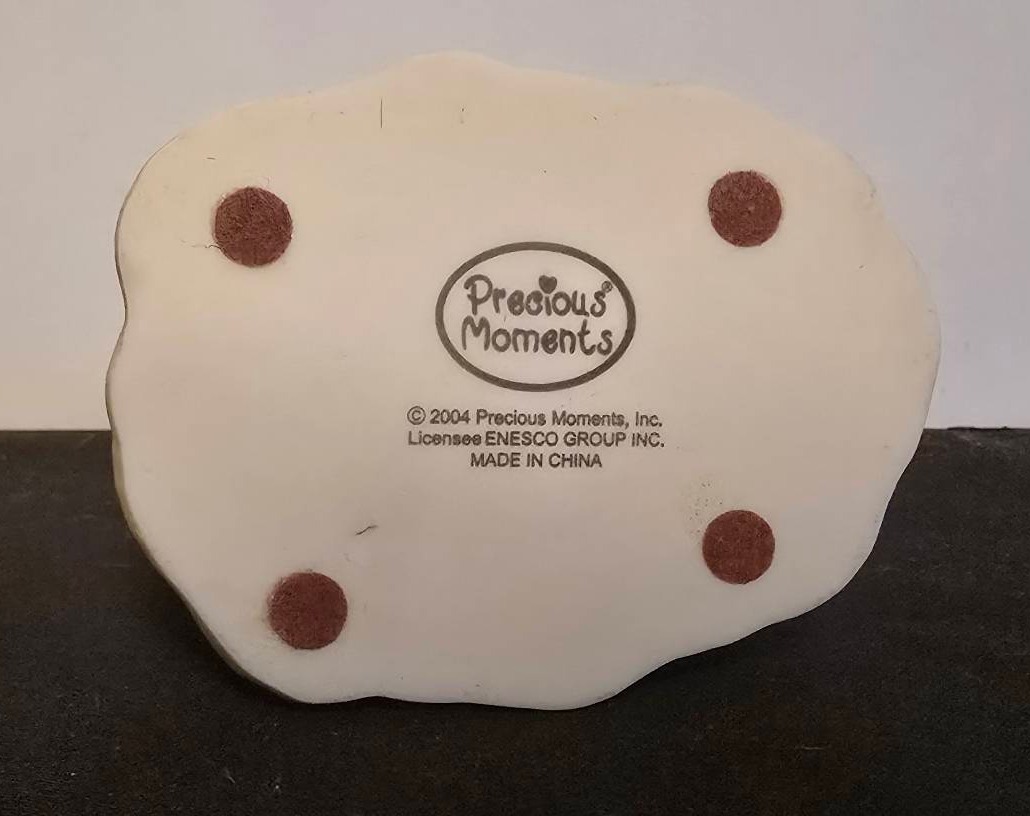 Precious®
Moments
© 2004 Precious Moments, Inc.
Licensee ENESCO GROUP INC.
MADE IN CHINA